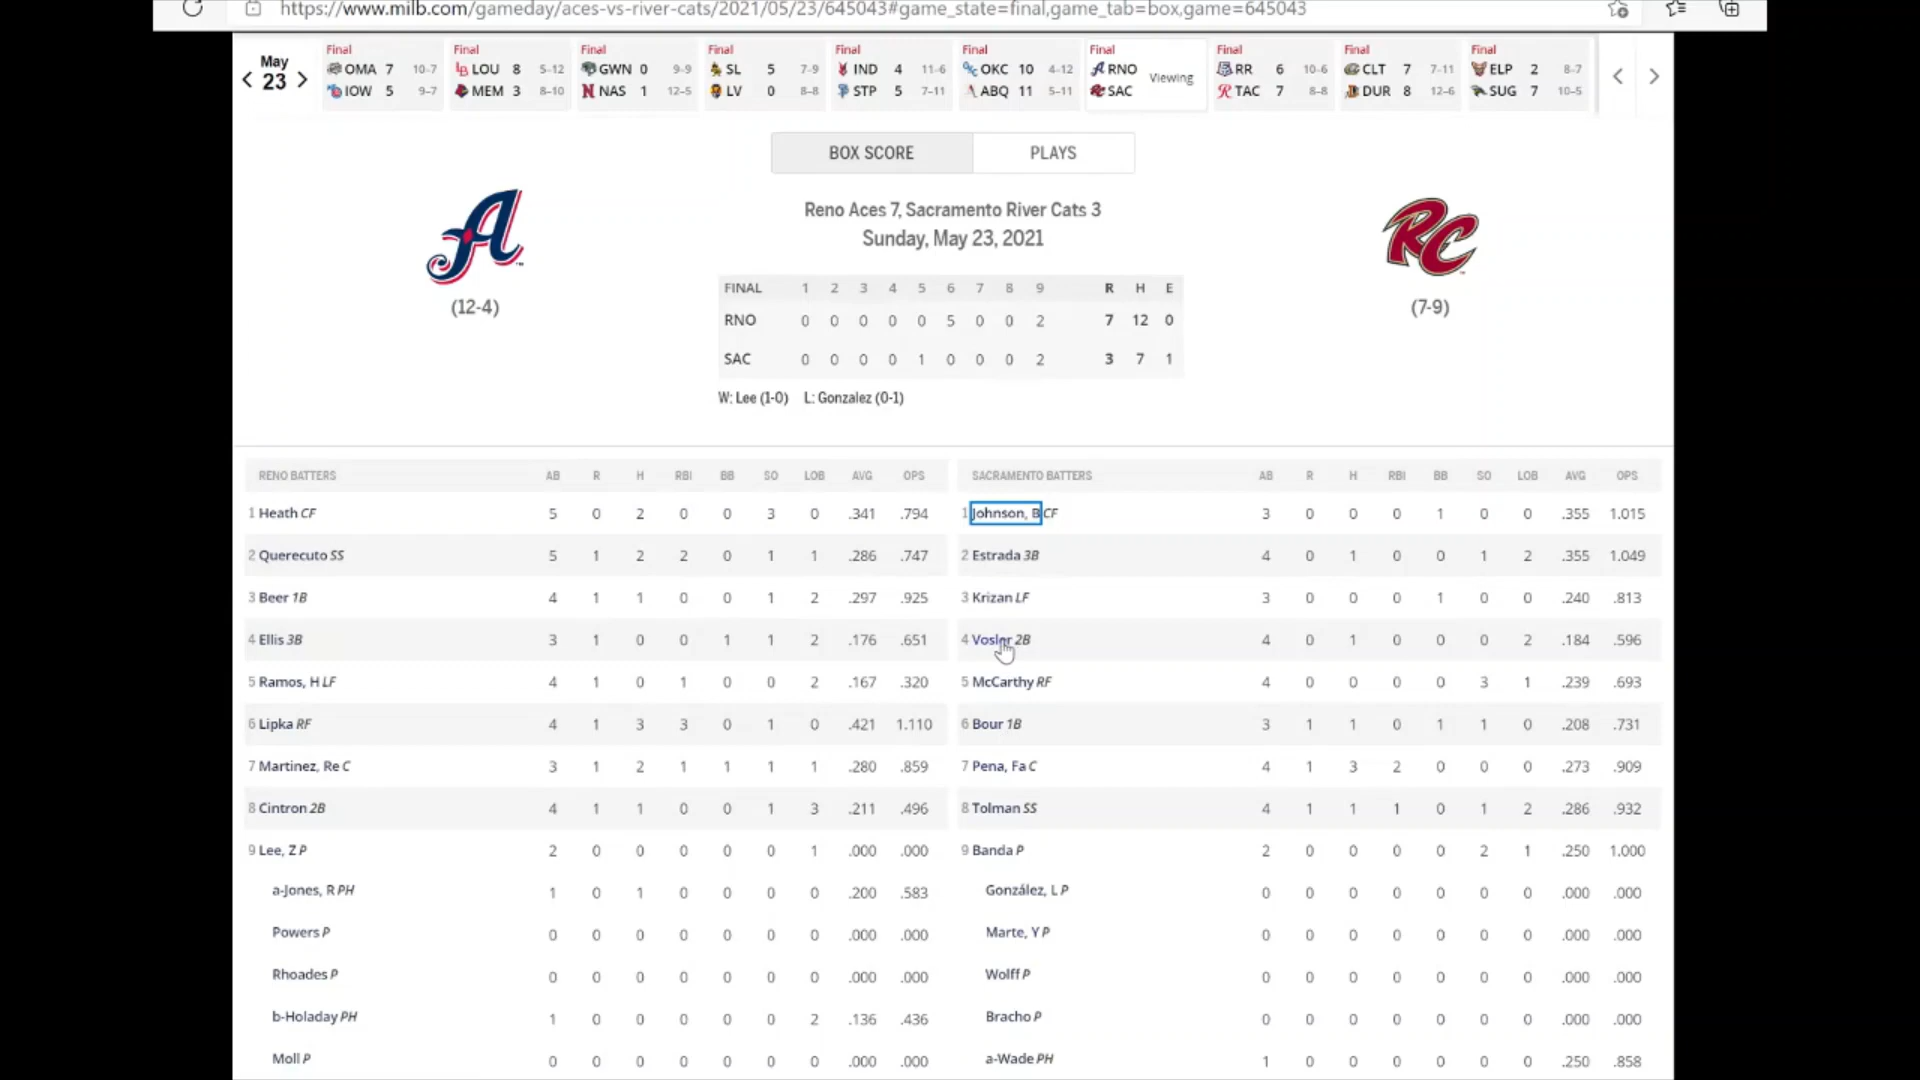 https://www.milb.com/gameday/aces-vs-river-cats/2021/05/23/645043#game_state=final,game_tab=box,game=645043
May 23
Final
OMA 7 10-7
IOW 5 9-7
Final
LOU 8 5-12
MEM 3 8-10
Final
GWN 0 9-9
NAS 1 12-5
Final
SL 5 7-9
LV 0 8-8
Final
IND 4 11-6
STP 5 7-11
Final
OKC 10 4-12
ABQ 11 5-11
Final
RNO
SAC
Viewing
Final
RR 6 10-6
TAC 7 8-8
Final
CLT 7 7-11
DUR 8 12-6
Final
ELP 2 8-7
SUG 7 10-5
BOX SCORE PLAYS
Reno Aces 7, Sacramento River Cats 3
Sunday, May 23, 2021
A
(12-4)
RC
(7-9)
FINAL 1 2 3 4 5 6 7 8 9 R H E
RNO 0 0 0 0 0 5 0 0 2 7 12 0
SAC 0 0 0 0 1 0 0 0 2 3 7 1
W: Lee (1-0) L: Gonzalez (0-1)
RENO BATTERS AB R H RBI BB SO LOB AVG OPS
1 Heath CF 5 0 2 0 0 3 0 .341 .794
2 Querecuto SS 5 1 2 2 0 1 1 .286 .747
3 Beer 1B 4 1 1 0 0 1 2 .297 .925
4 Ellis 3B 3 1 0 0 1 1 2 .176 .651
5 Ramos, H LF 4 1 0 1 0 0 2 .167 .320
6 Lipka RF 4 1 3 3 0 1 0 .421 1.110
7 Martinez, Re C 3 1 2 1 1 1 1 .280 .859
8 Cintron 2B 4 1 1 0 0 1 3 .211 .496
9 Lee, Z P 2 0 0 0 0 0 1 .000 .000
a-Jones, R PH 1 0 1 0 0 0 0 .200 .583
Powers P 0 0 0 0 0 0 0 .000 .000
Rhoades P 0 0 0 0 0 0 0 .000 .000
b-Holaday PH 1 0 0 0 0 0 2 .136 .436
Moll P 0 0 0 0 0 0 0 .000 .000
SACRAMENTO BATTERS AB R H RBI BB SO LOB AVG OPS
1 Johnson, B CF 3 0 0 0 1 0 0 .355 1.015
2 Estrada 3B 4 0 1 0 0 1 2 .355 1.049
3 Krizan LF 3 0 0 0 1 0 0 .240 .813
4 Vosler 2B 4 0 1 0 0 0 2 .184 .596
5 McCarthy RF 4 0 0 0 0 3 1 .239 .693
6 Bour 1B 3 1 1 0 1 1 0 .208 .731
7 Pena, Fa C 4 1 3 2 0 0 0 .273 .909
8 Tolman SS 4 1 1 1 0 1 2 .286 .932
9 Banda P 2 0 0 0 0 2 1 .250 1.000
González, L P 0 0 0 0 0 0 0 .000 .000
Marte, Y P 0 0 0 0 0 0 0 .000 .000
Wolff P 0 0 0 0 0 0 0 .000 .000
Bracho P 0 0 0 0 0 0 0 .000 .000
a-Wade PH 1 0 0 0 0 0 0 .250 .858